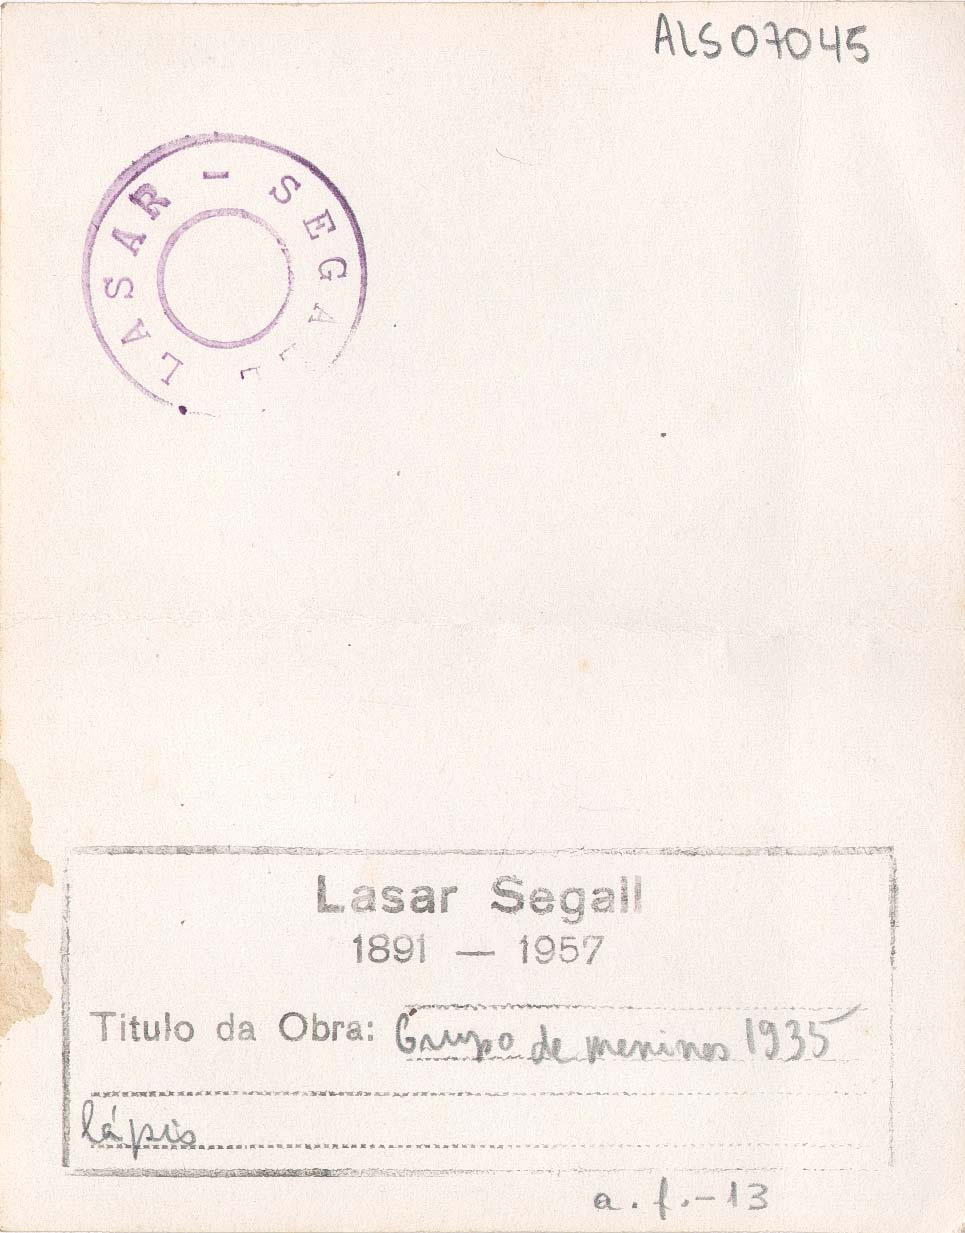 ALS07045
LASAR - SEGALL
Lasar Segall
1891 — 1957
Titulo da Obra: Grupo de meninos 1935
lápis
a.f.-13